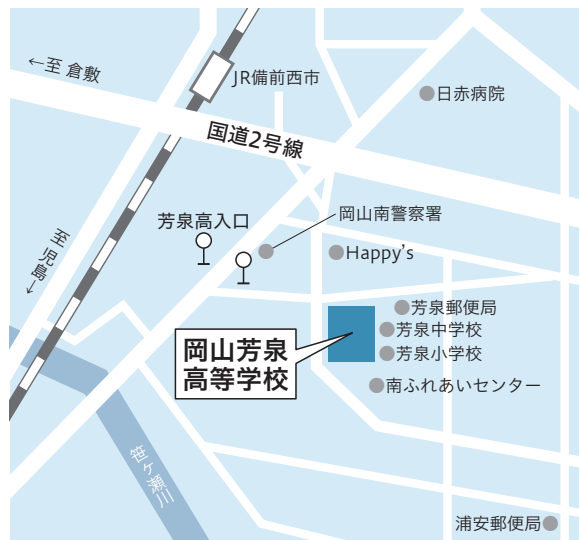 ←至 倉敷
JR備前西市
日赤病院
国道2号線
芳泉高入口
岡山南警察署
至 児島→
Happy's
芳泉郵便局
芳泉中学校
芳泉小学校
岡山芳泉
高等学校
南ふれあいセンター
笹ヶ瀬川
浦安郵便局